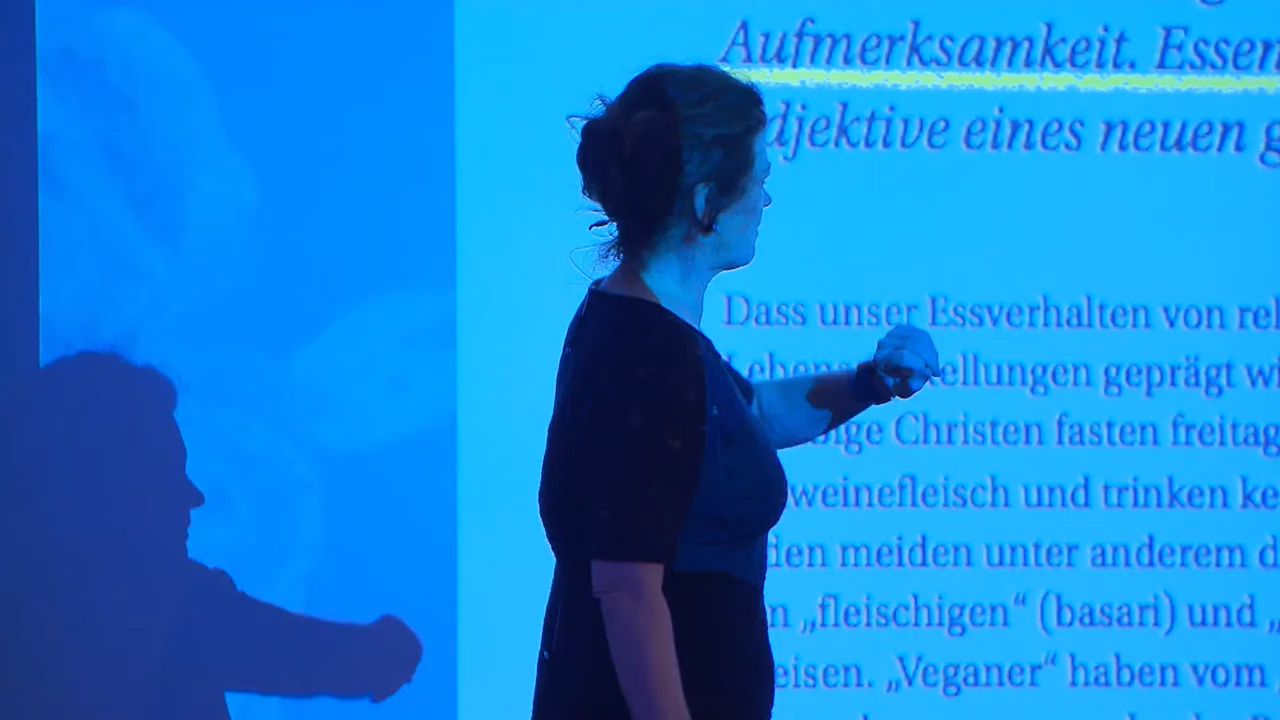 Aufmerksamkeit. Essen
djektive eines neuen g
Dass unser Essverhalten von rel
ellungen geprägt wi
Christen fasten freitag
weinefleisch und trinken ke
den meiden unter anderem d
n „fleischigen“ (basari) und „
eisen. „Veganer“ haben vom